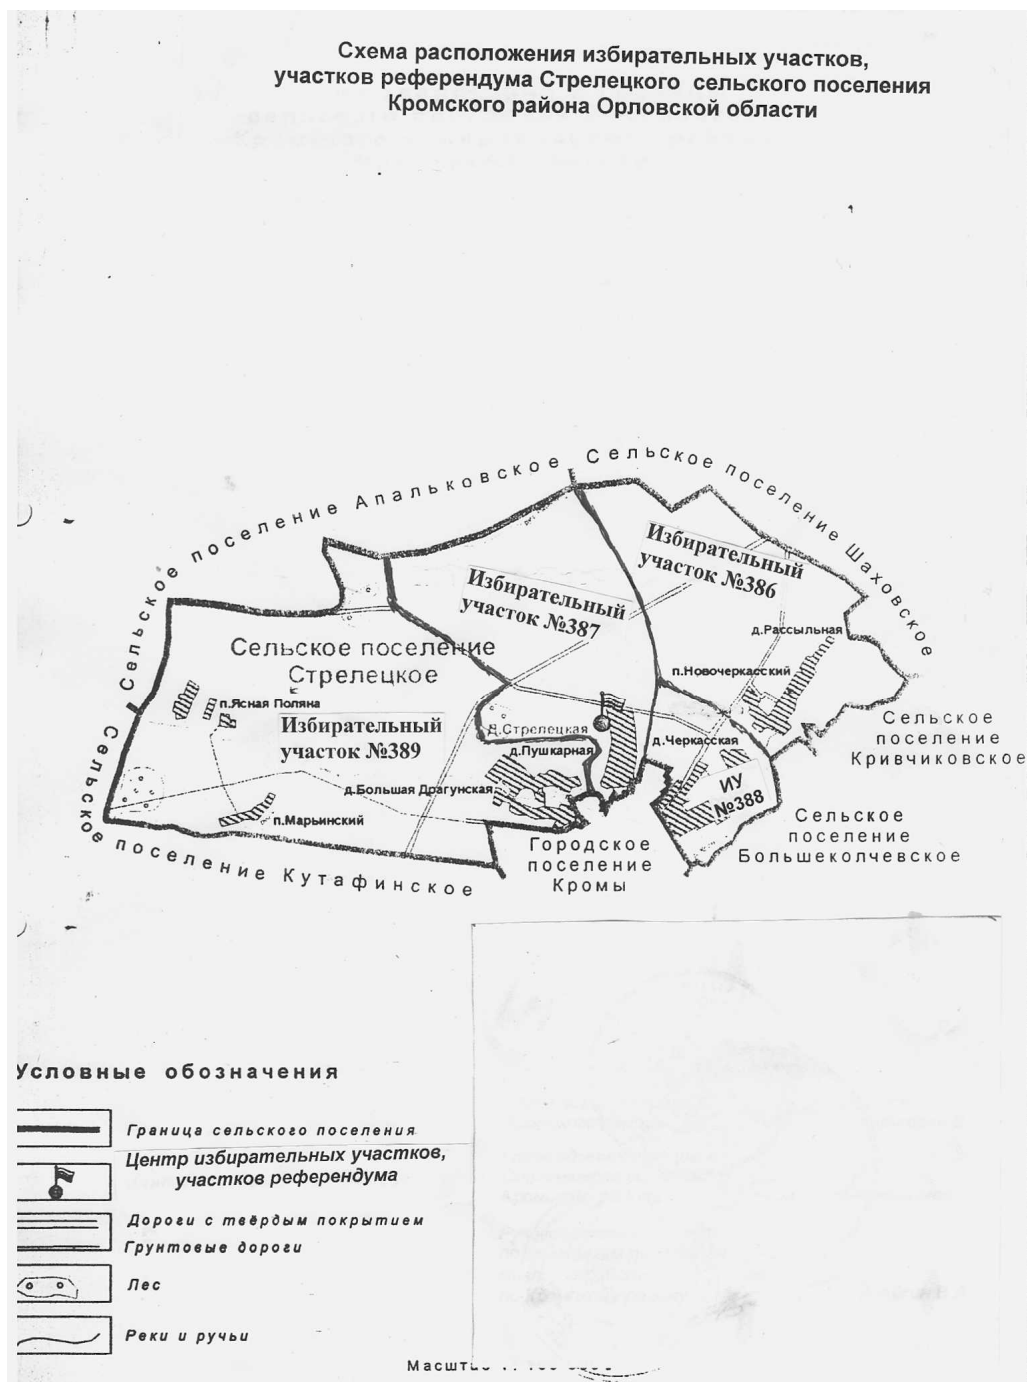 Схема расположения избирательных участков,
участков референдума Стрелецкого сельского поселения
Кромского района Орловской области
Сельское поселение Апальковское
Сельское поселение Шаховское
Избирательный
участок №386
Избирательный
участок №387
д.Рассыльная
Сельское поселение
Стрелецкое
п.Новочеркасский
п.Ясная Поляна
Избирательный
участок №389
д.Стрелецкая
д.Черкасская
д.Пушкарная
Сельское
поселение
Кривчиковское
д.Большая Драгунская
ИУ
№388
п.Марьинский
Сельское
поселение
Большеколчевское
Городское
поселение
Кромы
Сельское поселение Кутафинское
Условные обозначения
Граница сельского поселения
Центр избирательных участков,
участков референдума
Дороги с твёрдым покрытием
Грунтовые дороги
Лес
Реки и ручьи